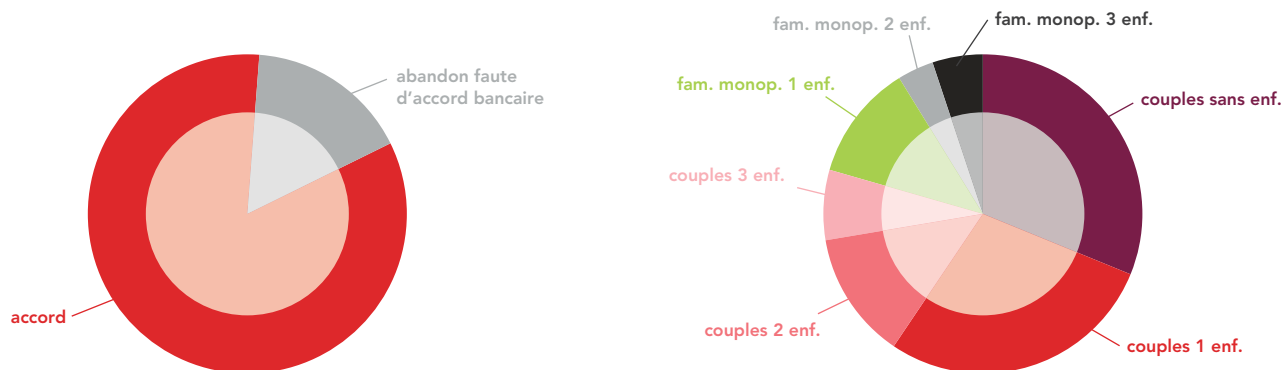 abandon faute
d'accord bancaire
accord
fam. monop. 2 enf.
fam. monop. 3 enf.
fam. monop. 1 enf.
couples sans enf.
couples 3 enf.
couples 2 enf.
couples 1 enf.